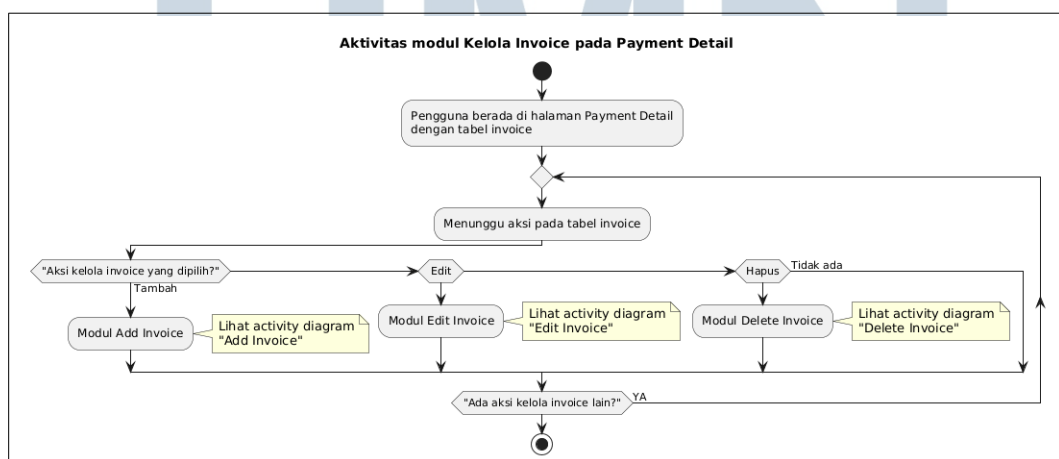 Aktivitas modul Kelola Invoice pada Payment Detail
Pengguna berada di halaman Payment Detail
dengan tabel invoice
Menunggu aksi pada tabel invoice
"Aksi kelola invoice yang dipilih?"
Edit
Hapus
Tidak ada
Tambah
Modul Add Invoice
Lihat activity diagram
"Add Invoice"
Modul Edit Invoice
Lihat activity diagram
"Edit Invoice"
Modul Delete Invoice
Lihat activity diagram
"Delete Invoice"
"Ada aksi kelola invoice lain?"
YA